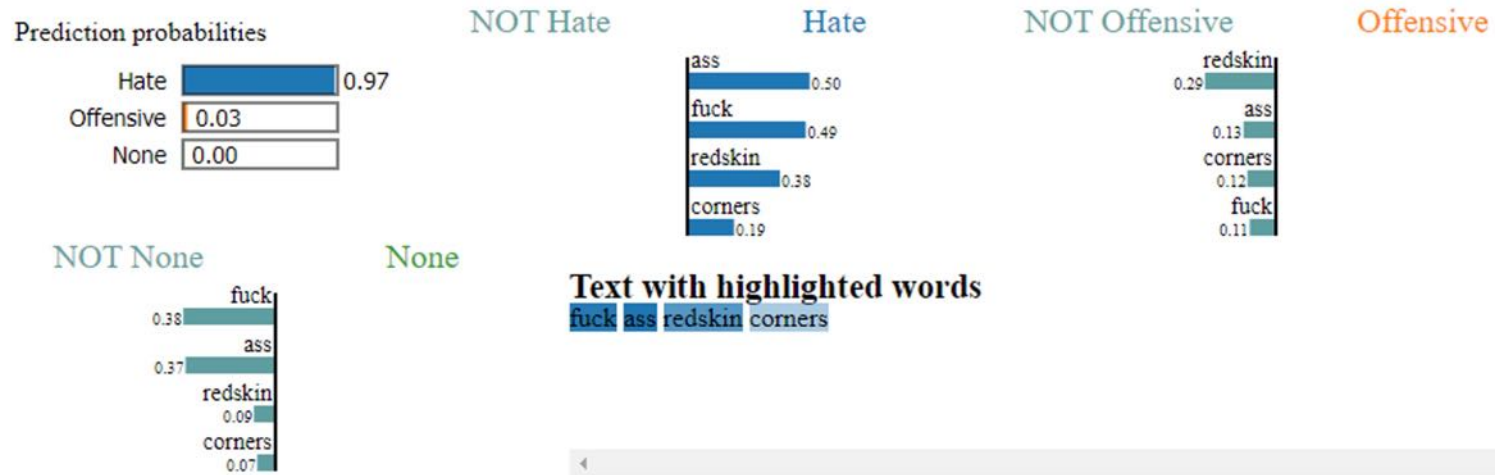 Prediction probabilities
Hate 0.97
Offensive 0.03
None 0.00
NOT Hate Hate
ass
0.50
fuck
0.49
redskin
0.38
corners
0.19
NOT Offensive Offensive
redskin
0.29
ass
0.13
corners
0.12
fuck
0.11
NOT None None
fuck
0.38
ass
0.37
redskin
0.09
corners
0.07
Text with highlighted words
fuck ass redskin corners